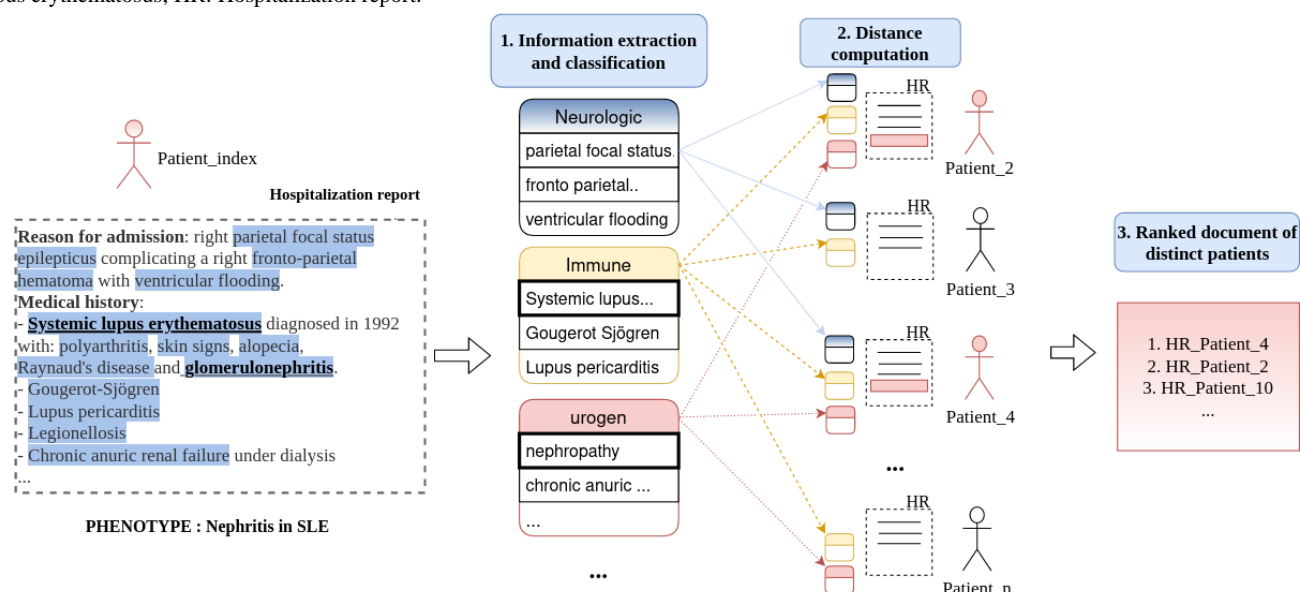 ous erythematosus; HR: Hospitalization report.
1. Information extraction
and classification
2. Distance
computation
Patient_index
Hospitalization report
Reason for admission: right parietal focal status
epilepticus complicating a right fronto-parietal
hematoma with ventricular flooding.
Medical history:
- Systemic lupus erythematosus diagnosed in 1992
with: polyarthritis, skin signs, alopecia,
Raynaud's disease and glomerulonephritis.
- Gougerot-Sjögren
- Lupus pericarditis
- Legionellosis
- Chronic anuric renal failure under dialysis
...
PHENOTYPE : Nephritis in SLE
Neurologic
parietal focal status.
fronto parietal..
ventricular flooding
Immune
Systemic lupus...
Gougerot Sjögren
Lupus pericarditis
urogen
nephropathy
chronic anuric ...
...
...
HR
Patient_2
HR
Patient_3
HR
Patient_4
...
HR
Patient_n
3. Ranked document of
distinct patients
1. HR_Patient_4
2. HR_Patient_2
3. HR_Patient_10
...